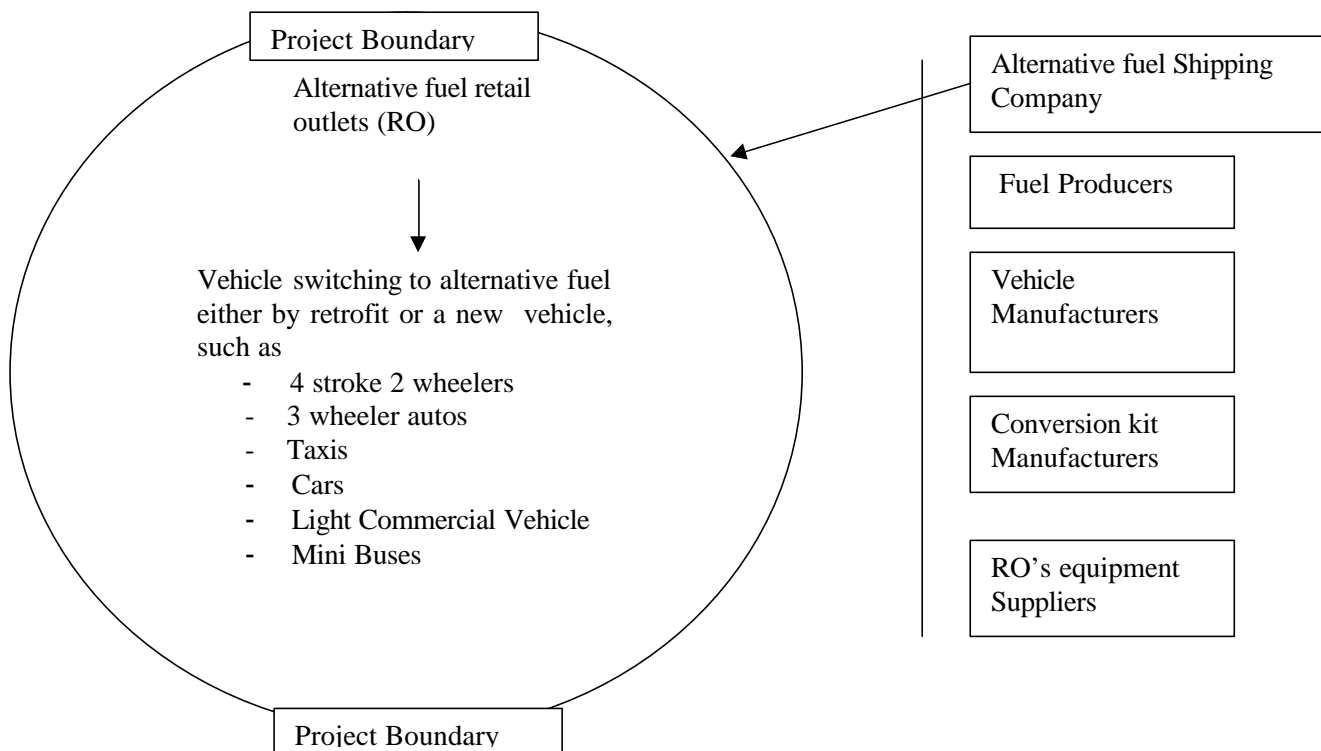 Project Boundary
Alternative fuel retail
outlets (RO)
Vehicle switching to alternative fuel
either by retrofit or a new vehicle,
such as
- 4 stroke 2 wheelers
- 3 wheeler autos
- Taxis
- Cars
- Light Commercial Vehicle
- Mini Buses
Project Boundary
Alternative fuel Shipping
Company
Fuel Producers
Vehicle
Manufacturers
Conversion kit
Manufacturers
RO’s equipment
Suppliers